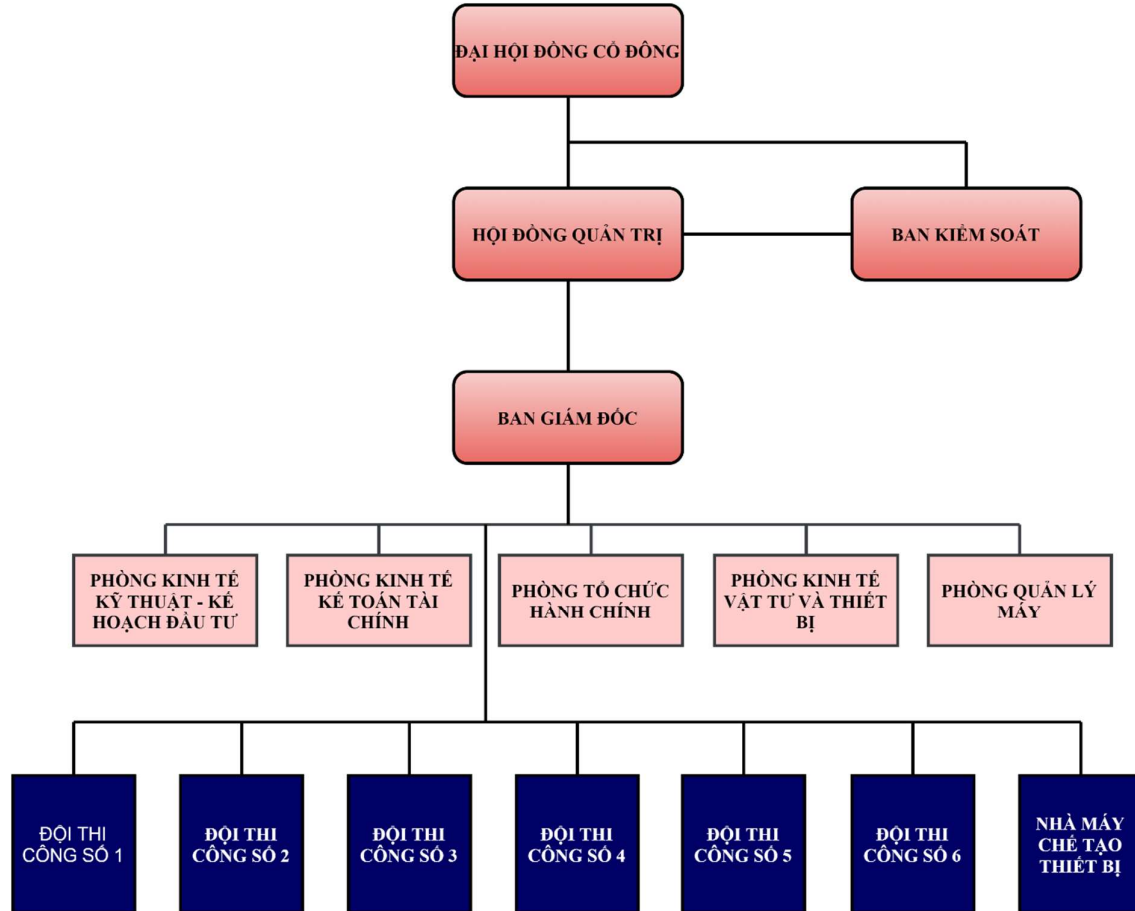 ĐẠI HỘI ĐỒNG CỔ ĐÔNG
HỘI ĐỒNG QUẢN TRỊ
BAN KIỂM SOÁT
BAN GIÁM ĐỐC
PHÒNG KINH TẾ
KỸ THUẬT - KẾ
HOẠCH ĐẦU TƯ
PHÒNG KINH TẾ
KẾ TOÁN TÀI
CHÍNH
PHÒNG TỔ CHỨC
HÀNH CHÍNH
PHÒNG KINH TẾ
VẬT TƯ VÀ THIẾT
BỊ
PHÒNG QUẢN LÝ
MÁY
ĐỘI THI
CÔNG SỐ 1
ĐỘI THI
CÔNG SỐ 2
ĐỘI THI
CÔNG SỐ 3
ĐỘI THI
CÔNG SỐ 4
ĐỘI THI
CÔNG SỐ 5
ĐỘI THI
CÔNG SỐ 6
NHÀ MÁY
CHẾ TẠO
THIẾT BỊ